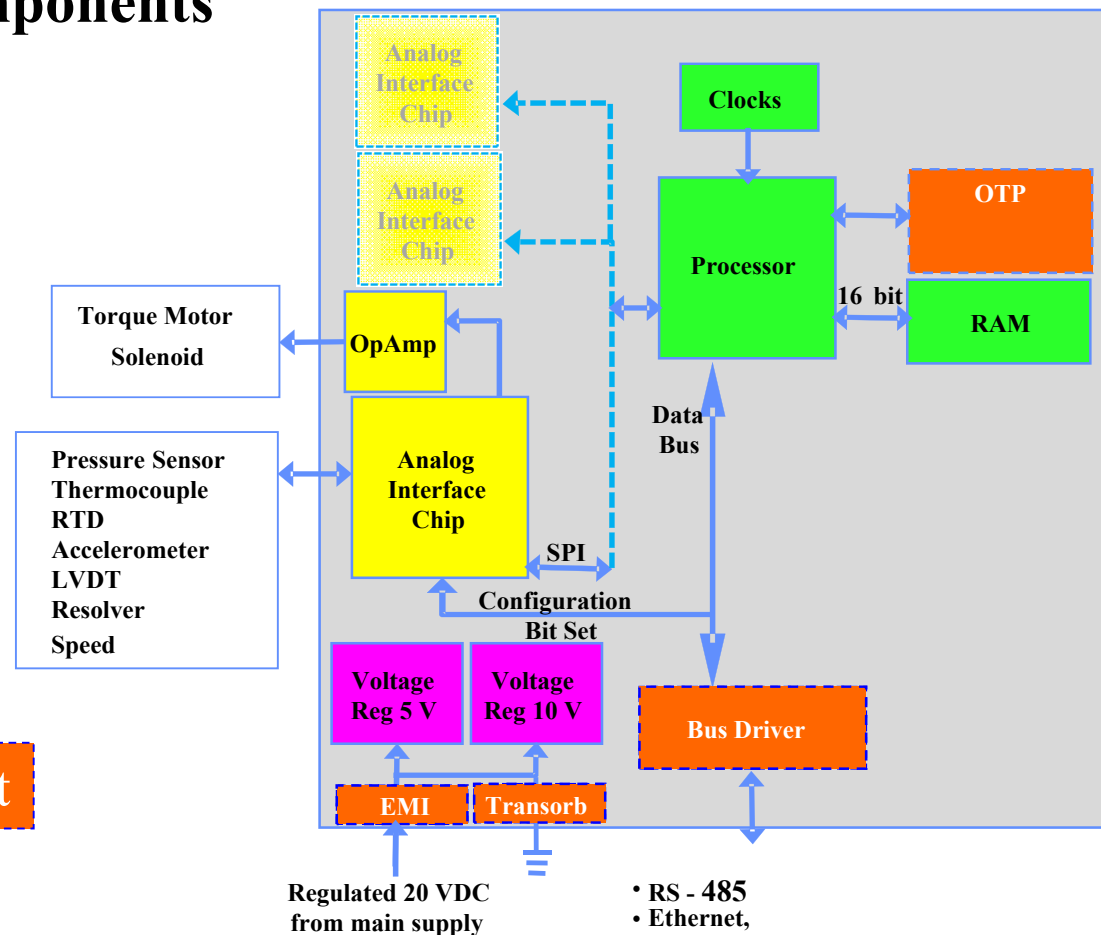 Analog
Interface
Chip
Clocks
Analog
Interface
Chip
OTP
Processor
16 bit
RAM
Torque Motor
Solenoid
OpAmp
Data
Bus
Pressure Sensor
Thermocouple
RTD
Accelerometer
LVDT
Resolver
Speed
Analog
Interface
Chip
SPI
Configuration
Bit Set
Voltage
Reg 5 V
Voltage
Reg 10 V
Bus Driver
EMI
Transorb
Regulated 20 VDC
from main supply
• RS - 485
• Ethernet,